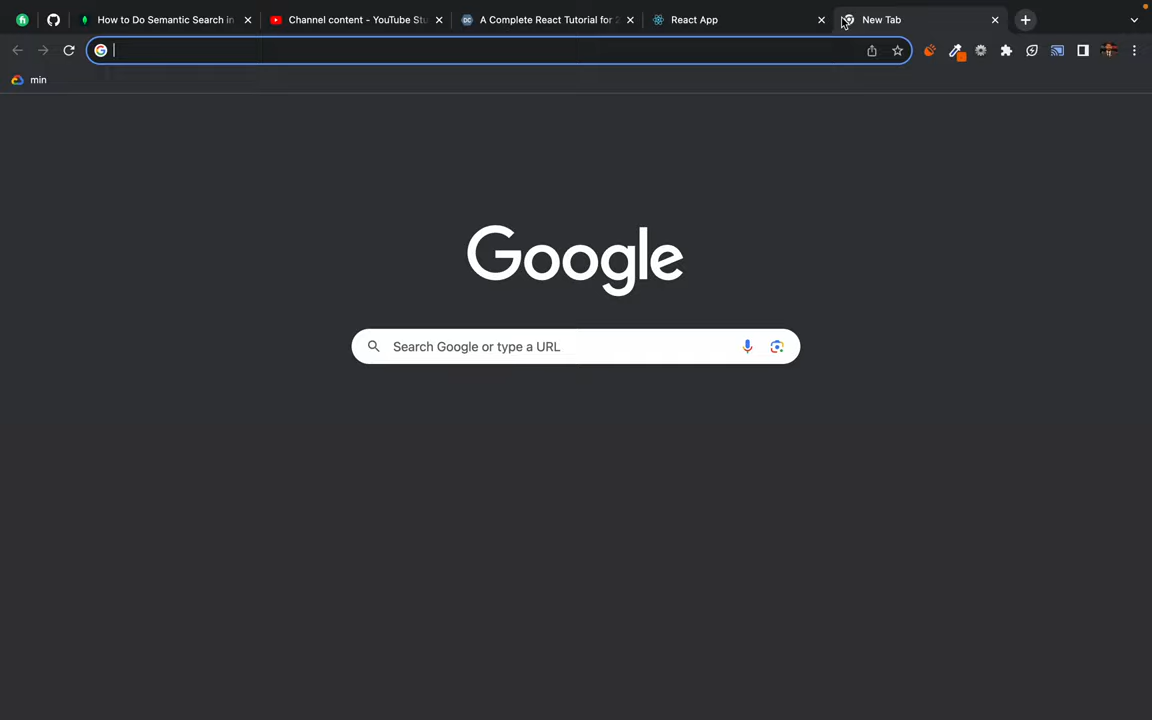 How to Do Semantic Search in
Channel content - YouTube Stu
A Complete React Tutorial for 2
React App
New Tab
min
Google
Search Google or type a URL